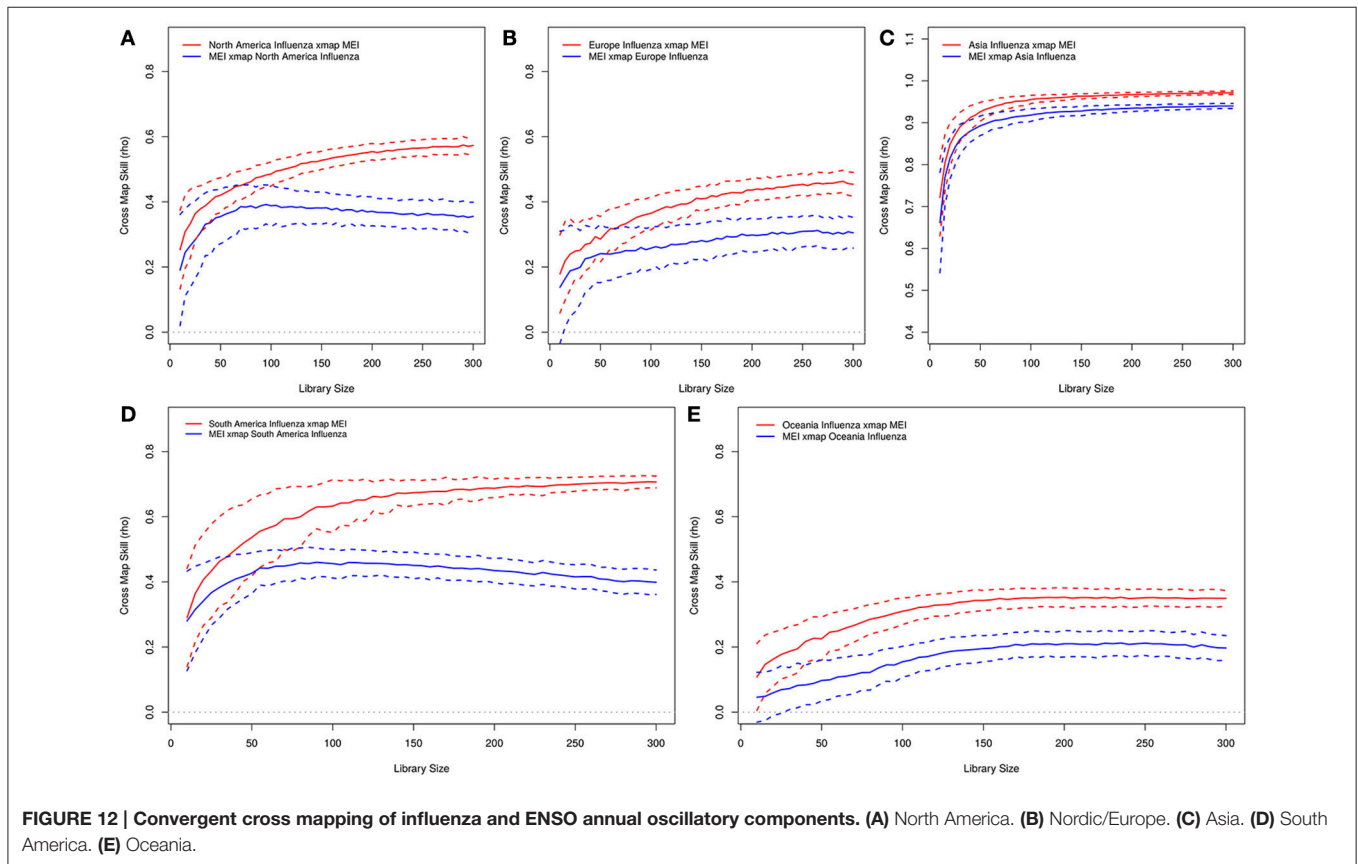 A
North America Influenza xmap MEI
MEI xmap North America Influenza
Cross Map Skill (rho)
0.8
0.6
0.4
0.2
0.0
0 50 100 150 200 250 300
Library Size
B
Europe Influenza xmap MEI
MEI xmap Europe Influenza
Cross Map Skill (rho)
0.8
0.6
0.4
0.2
0.0
0 50 100 150 200 250 300
Library Size
C
Asia Influenza xmap MEI
MEI xmap Asia Influenza
Cross Map Skill (rho)
1.1
1.0
0.9
0.8
0.7
0.6
0.5
0.4
0 50 100 150 200 250 300
Library Size
D
South America Influenza xmap MEI
MEI xmap South America Influenza
Cross Map Skill (rho)
0.8
0.6
0.4
0.2
0.0
0 50 100 150 200 250 300
Library Size
E
Oceania Influenza xmap MEI
MEI xmap Oceania Influenza
Cross Map Skill (rho)
0.8
0.6
0.4
0.2
0.0
0 50 100 150 200 250 300
Library Size
FIGURE 12 | Convergent cross mapping of influenza and ENSO annual oscillatory components. (A) North America. (B) Nordic/Europe. (C) Asia. (D) South
America. (E) Oceania.